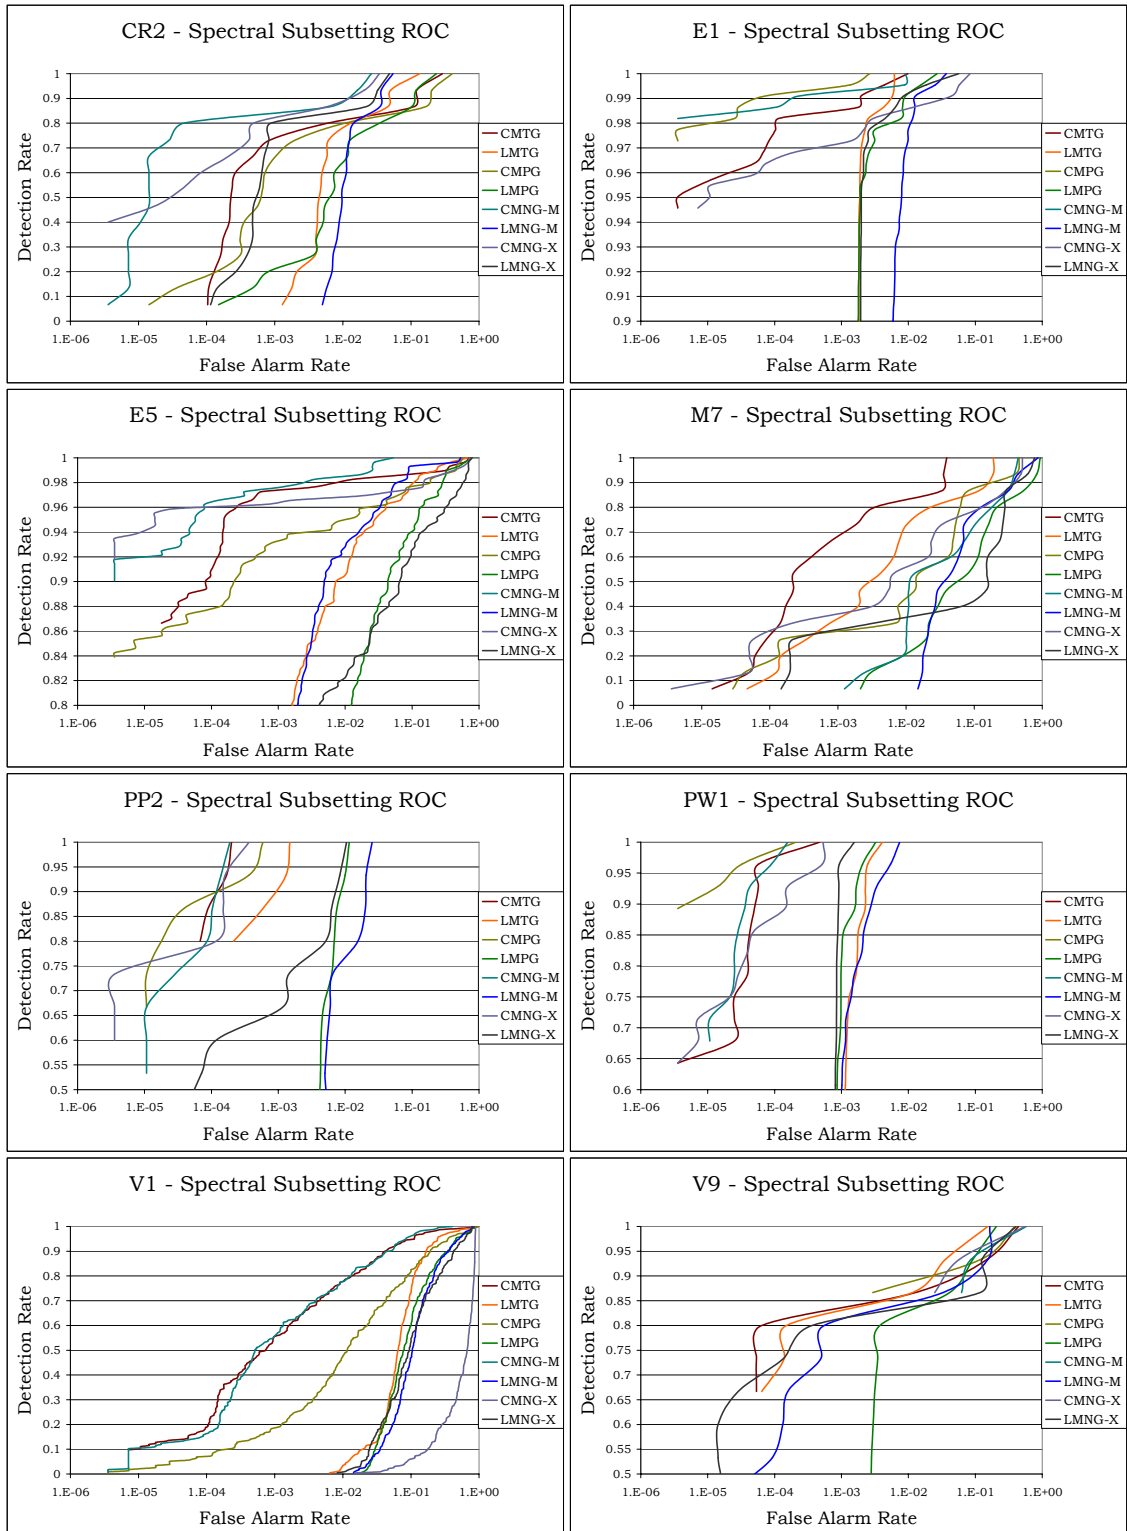 CR2 - Spectral Subsetting ROC
Detection Rate
1
0.9
0.8
0.7
0.6
0.5
0.4
0.3
0.2
0.1
0
1.E-06 1.E-05 1.E-04 1.E-03 1.E-02 1.E-01 1.E+00
False Alarm Rate
CMTG
LMTG
CMPG
LMPG
CMNG-M
LMNG-M
CMNG-X
LMNG-X
E1 - Spectral Subsetting ROC
Detection Rate
1
0.99
0.98
0.97
0.96
0.95
0.94
0.93
0.92
0.91
0.9
1.E-06 1.E-05 1.E-04 1.E-03 1.E-02 1.E-01 1.E+00
False Alarm Rate
CMTG
LMTG
CMPG
LMPG
CMNG-M
LMNG-M
CMNG-X
LMNG-X
E5 - Spectral Subsetting ROC
Detection Rate
1
0.98
0.96
0.94
0.92
0.9
0.88
0.86
0.84
0.82
0.8
1.E-06 1.E-05 1.E-04 1.E-03 1.E-02 1.E-01 1.E+00
False Alarm Rate
CMTG
LMTG
CMPG
LMPG
CMNG-M
LMNG-M
CMNG-X
LMNG-X
M7 - Spectral Subsetting ROC
Detection Rate
1
0.9
0.8
0.7
0.6
0.5
0.4
0.3
0.2
0.1
0
1.E-06 1.E-05 1.E-04 1.E-03 1.E-02 1.E-01 1.E+00
False Alarm Rate
CMTG
LMTG
CMPG
LMPG
CMNG-M
LMNG-M
CMNG-X
LMNG-X
PP2 - Spectral Subsetting ROC
Detection Rate
1
0.95
0.9
0.85
0.8
0.75
0.7
0.65
0.6
0.55
0.5
1.E-06 1.E-05 1.E-04 1.E-03 1.E-02 1.E-01 1.E+00
False Alarm Rate
CMTG
LMTG
CMPG
LMPG
CMNG-M
LMNG-M
CMNG-X
LMNG-X
PW1 - Spectral Subsetting ROC
Detection Rate
1
0.95
0.9
0.85
0.8
0.75
0.7
0.65
0.6
1.E-06 1.E-05 1.E-04 1.E-03 1.E-02 1.E-01 1.E+00
False Alarm Rate
CMTG
LMTG
CMPG
LMPG
CMNG-M
LMNG-M
CMNG-X
LMNG-X
V1 - Spectral Subsetting ROC
Detection Rate
1
0.9
0.8
0.7
0.6
0.5
0.4
0.3
0.2
0.1
0
1.E-06 1.E-05 1.E-04 1.E-03 1.E-02 1.E-01 1.E+00
False Alarm Rate
CMTG
LMTG
CMPG
LMPG
CMNG-M
LMNG-M
CMNG-X
LMNG-X
V9 - Spectral Subsetting ROC
Detection Rate
1
0.95
0.9
0.85
0.8
0.75
0.7
0.65
0.6
0.55
0.5
1.E-06 1.E-05 1.E-04 1.E-03 1.E-02 1.E-01 1.E+00
False Alarm Rate
CMTG
LMTG
CMPG
LMPG
CMNG-M
LMNG-M
CMNG-X
LMNG-X